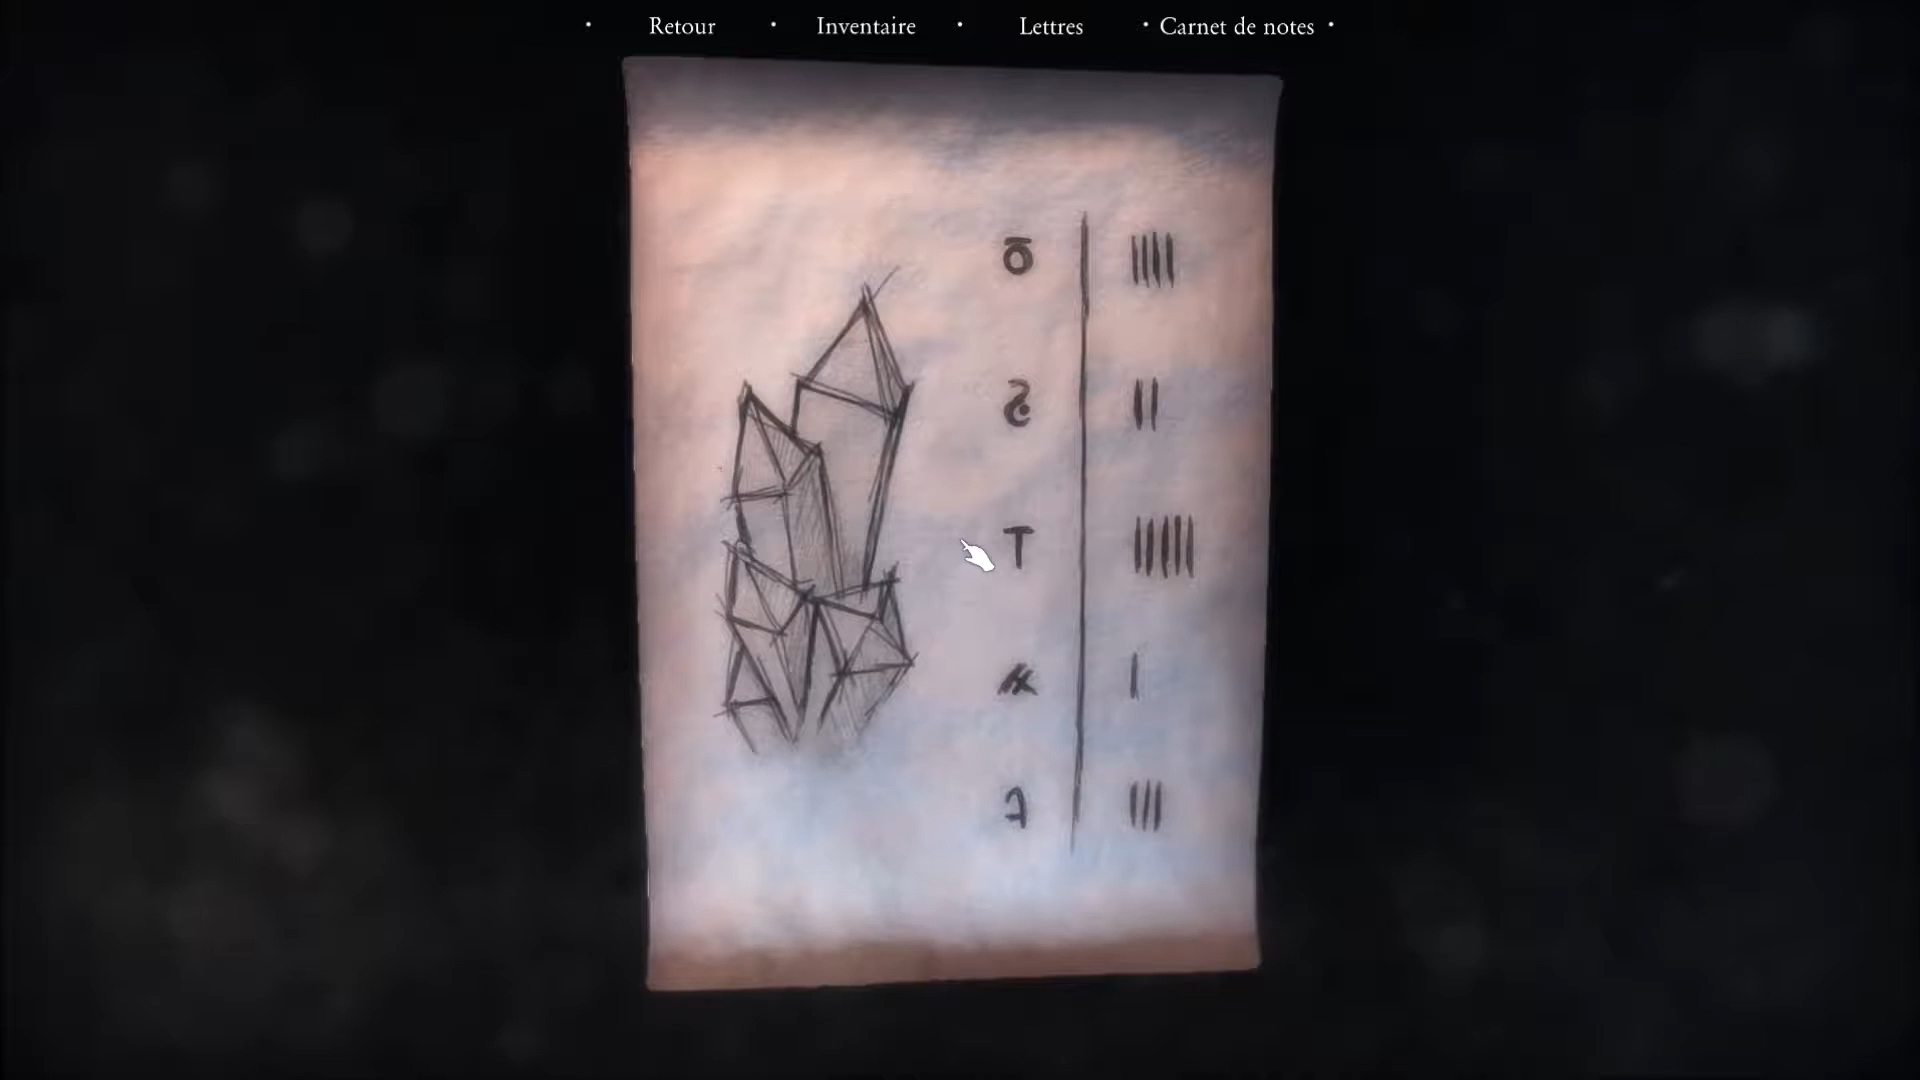 Retour · Inventaire · Lettres · Carnet de notes
ō |||||
||
T ||||||
|
|||